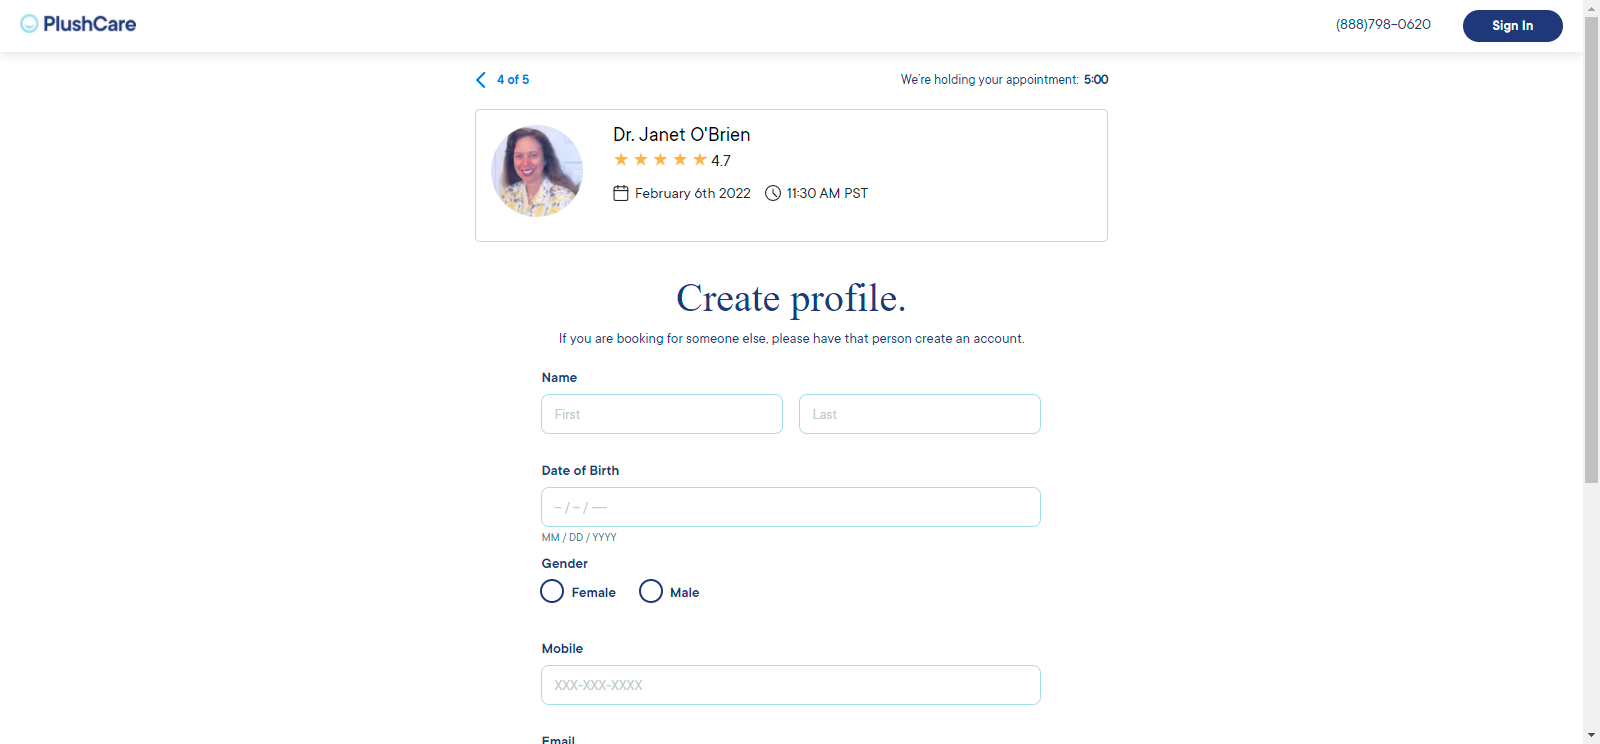 PlushCare
(888)798-0620
Sign In
4 of 5
We're holding your appointment: 5:00
Dr. Janet O'Brien
4.7
February 6th 2022 11:30 AM PST
Create profile.
If you are booking for someone else, please have that person create an account.
Name
First
Last
Date of Birth
– / – / —-
MM / DD / YYYY
Gender
Female
Male
Mobile
XXX-XXX-XXXX
Email